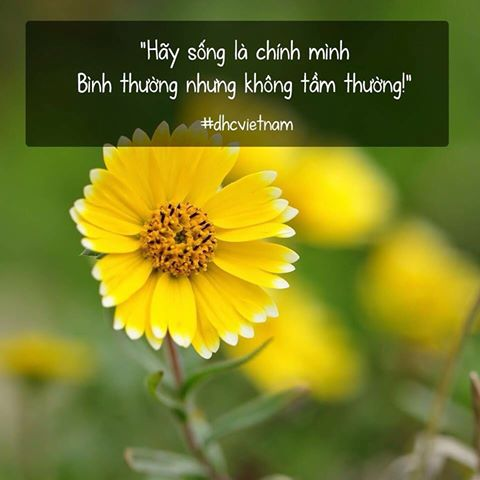 "Hãy sống là chính mình
Bình thường nhưng không tầm thường!"
#dhcvietnam